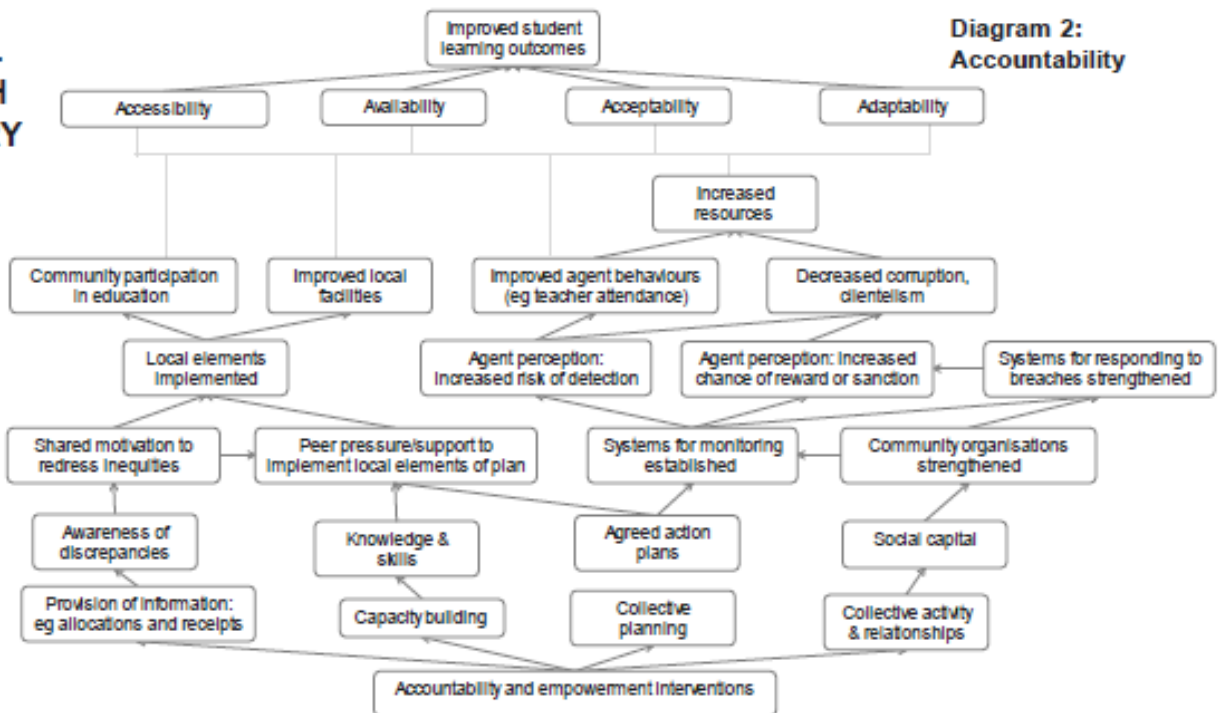 Improved student
learning outcomes
Diagram 2:
Accountability
H
AY
Accessibility
Availability
Acceptability
Adaptability
Increased
resources
Community participation
in education
Improved local
facilities
Improved agent behaviours
(eg teacher attendance)
Decreased corruption,
clientelism
Local elements
implemented
Agent perception:
increased risk of detection
Agent perception: increased
chance of reward or sanction
Systems for responding to
breaches strengthened
Shared motivation to
redress inequities
Peer pressure/support to
implement local elements of plan
Systems for monitoring
established
Community organisations
strengthened
Awareness of
discrepancies
Knowledge &
skills
Agreed action
plans
Social capital
Provision of information:
eg allocations and receipts
Capacity building
Collective
planning
Collective activity
& relationships
Accountability and empowerment interventions